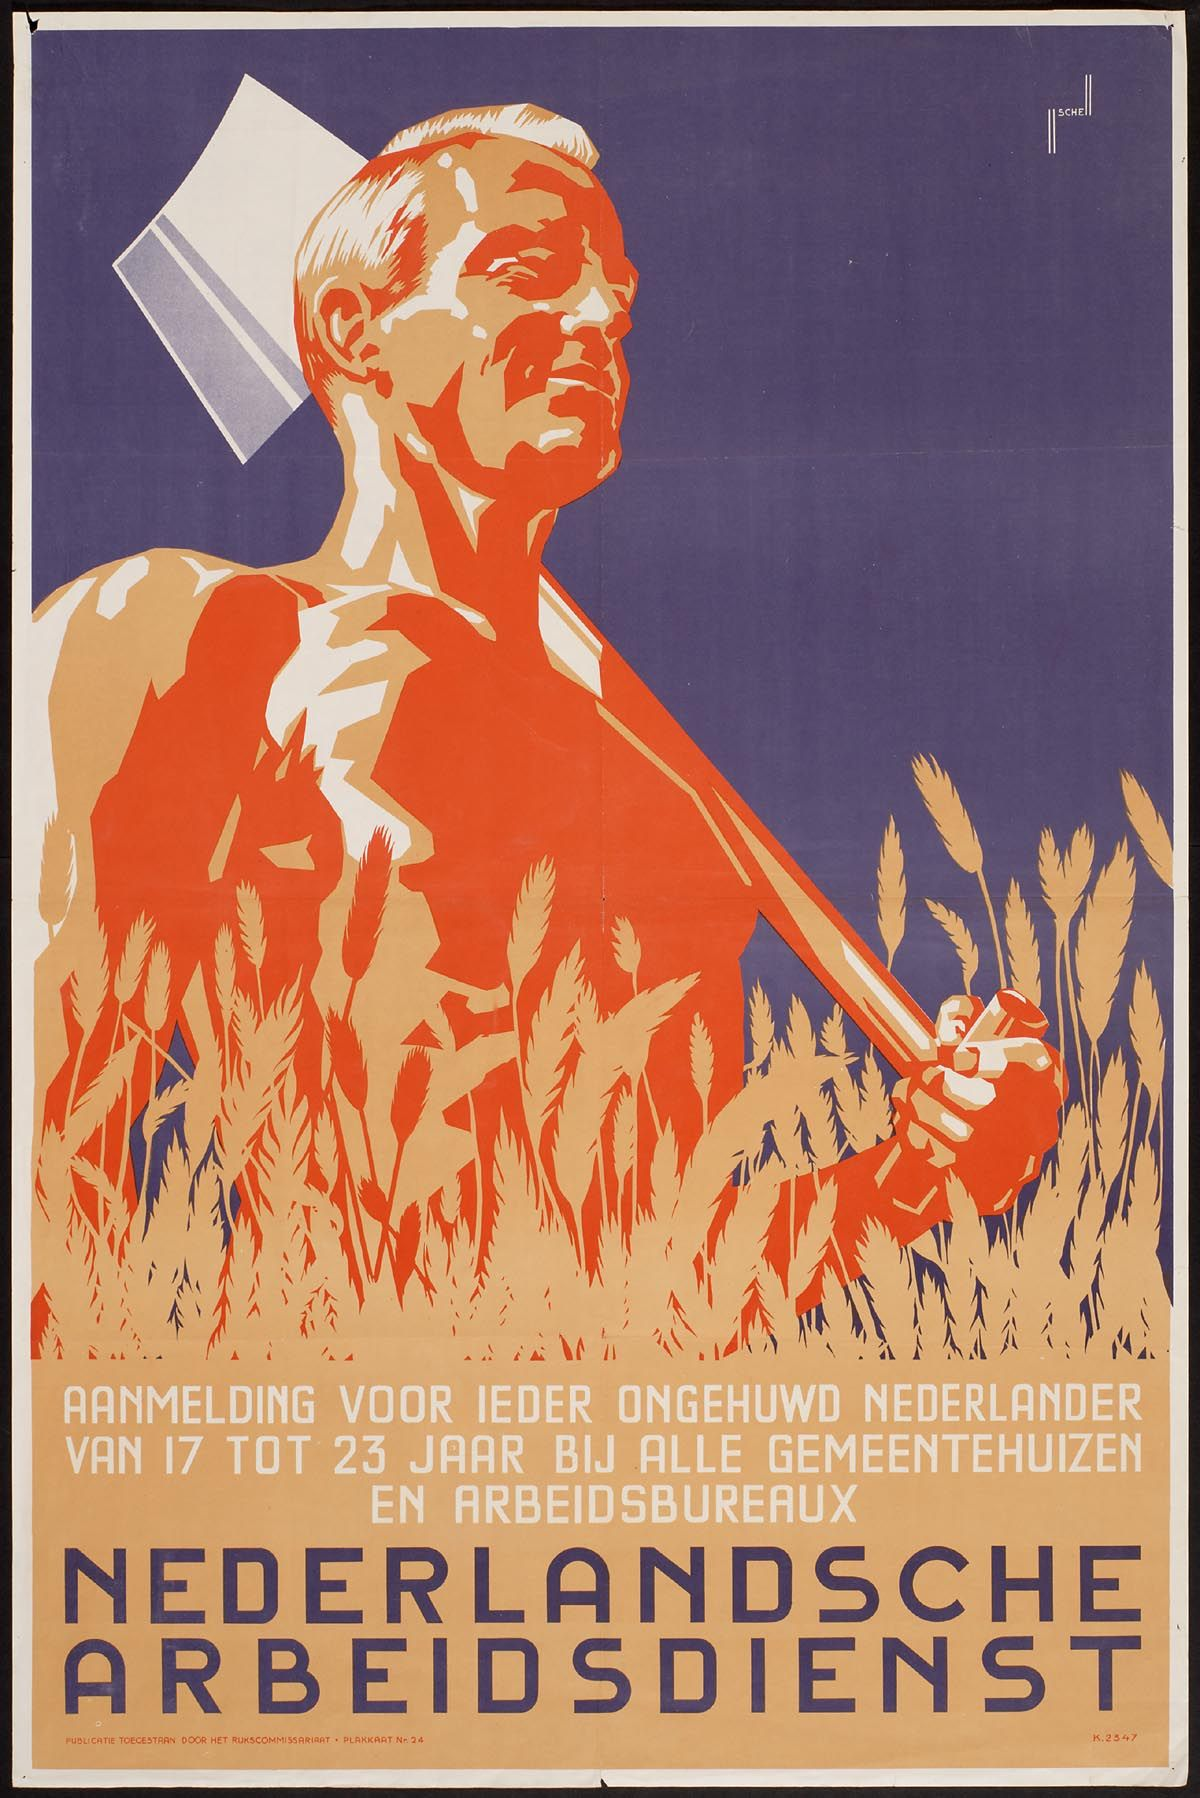 SCHELL
AANMELDING VOOR IEDER ONGEHUWD NEDERLANDER
VAN 17 TOT 23 JAAR BIJ ALLE GEMEENTEHUIZEN
EN ARBEIDSBUREAUX
NEDERLANDSCHE
ARBEIDSDIENST
PUBLICATIE TOEGESTAAN DOOR HET RIJKSCOMMISSARIAAT • PLAKKAAT Nr. 24
K.2547